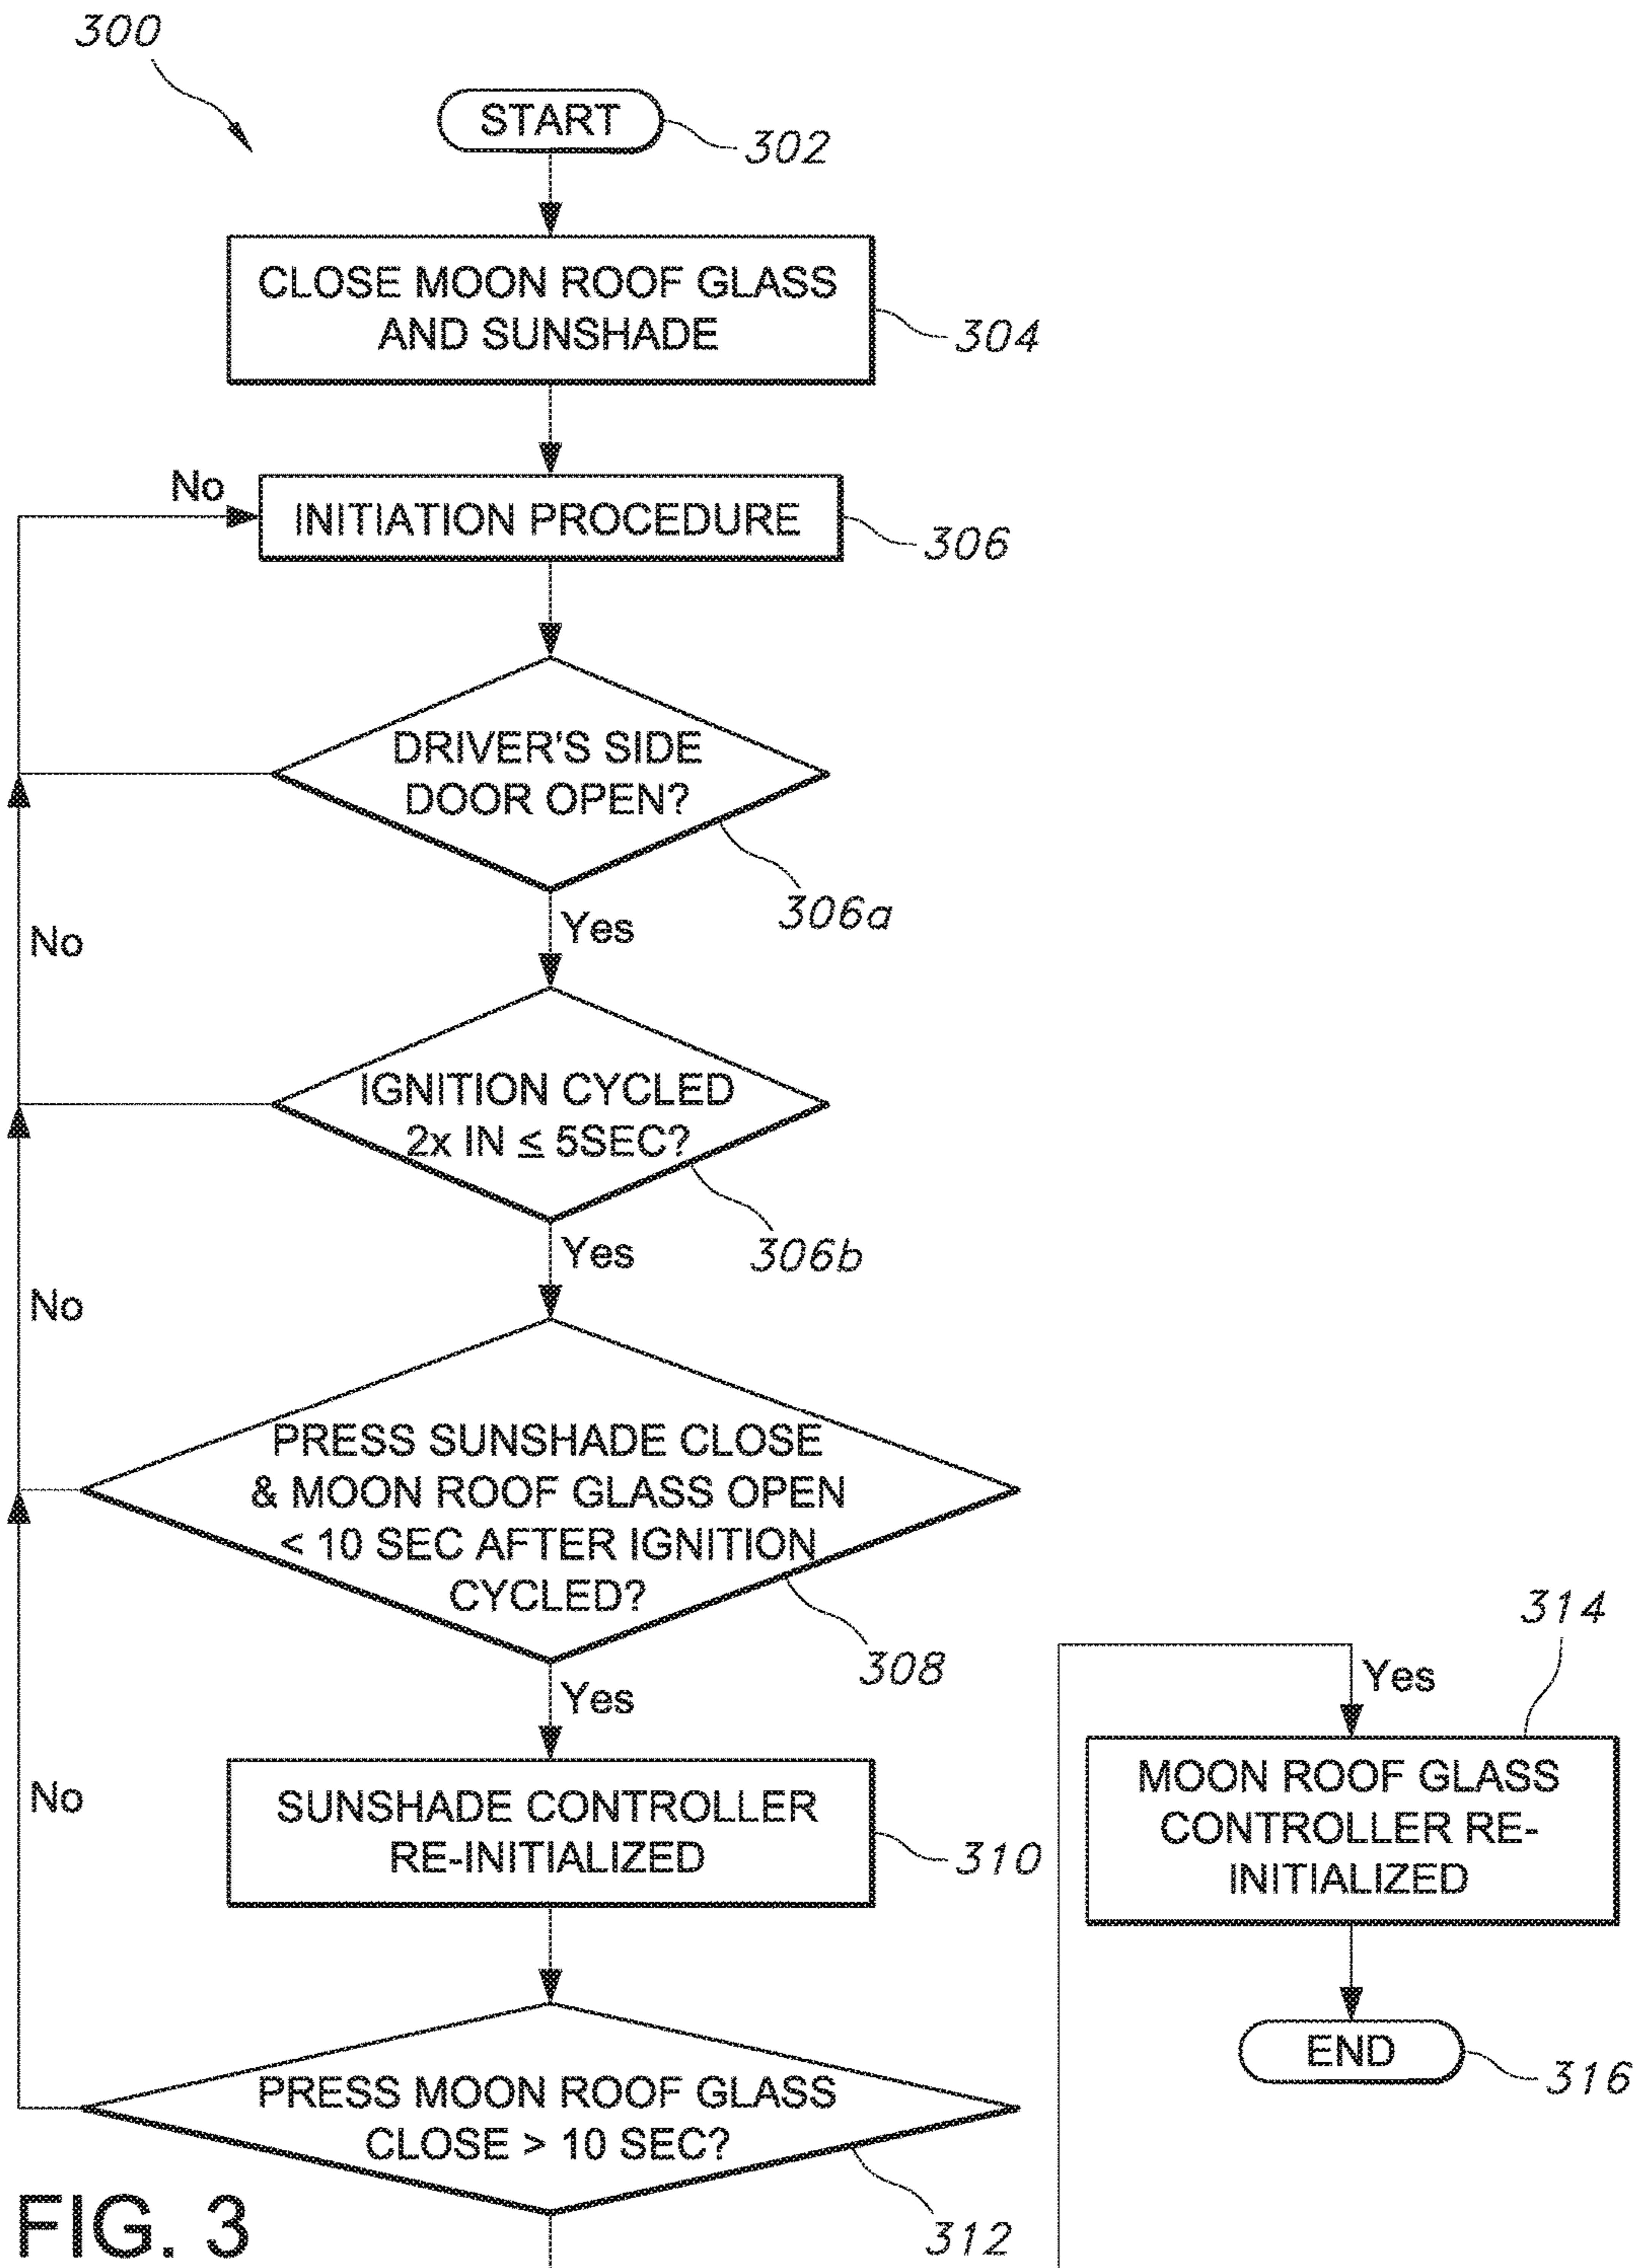 300
START
302
CLOSE MOON ROOF GLASS
AND SUNSHADE
304
No
INITIATION PROCEDURE
306
DRIVER'S SIDE
DOOR OPEN?
306a
Yes
No
IGNITION CYCLED
2x IN ≤ 5SEC?
306b
Yes
No
PRESS SUNSHADE CLOSE
& MOON ROOF GLASS OPEN
< 10 SEC AFTER IGNITION
CYCLED?
308
Yes
No
SUNSHADE CONTROLLER
RE-INITIALIZED
310
PRESS MOON ROOF GLASS
CLOSE > 10 SEC?
312
314
Yes
MOON ROOF GLASS
CONTROLLER RE-
INITIALIZED
END
316
FIG. 3